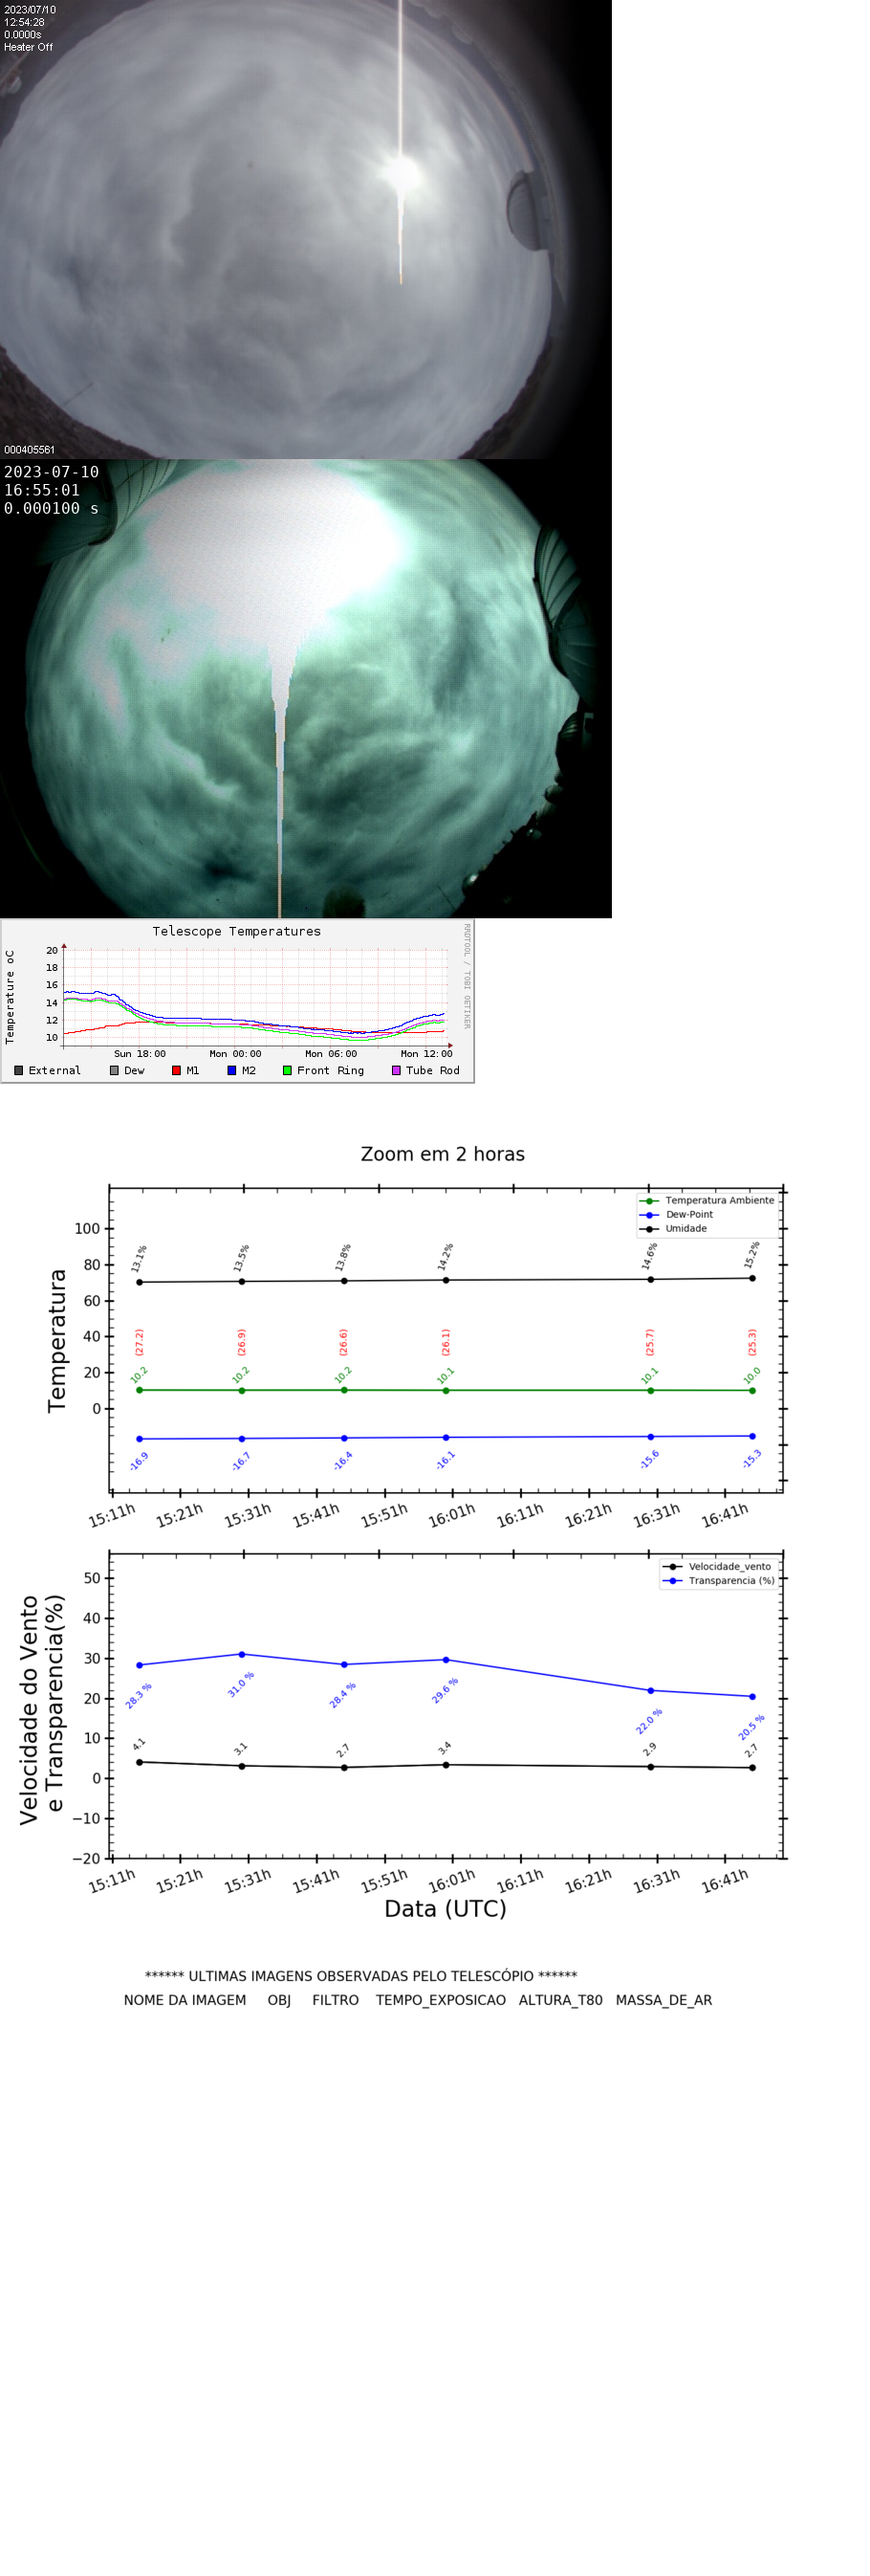 2023/07/10
12:54:28
0.0000s
Heater Off
000405561
2023-07-10
16:55:01
0.000100 s
Telescope Temperatures
RRDTOOL / TOBI OETIKER
Temperature oC
20
18
16
14
12
10
Sun 18:00 Mon 00:00 Mon 06:00 Mon 12:00
External Dew M1 M2 Front Ring Tube Rod
Zoom em 2 horas
Temperatura Ambiente
Dew-Point
Umidade
Temperatura
100
80
60
40
20
0
13.1% 13.5% 13.8% 14.2% 14.6% 15.2%
(27.2) (26.9) (26.6) (26.1) (25.7) (25.3)
10.2 10.2 10.2 10.1 10.1 10.0
-16.9 -16.7 -16.4 -16.1 -15.6 -15.3
15:11h 15:21h 15:31h 15:41h 15:51h 16:01h 16:11h 16:21h 16:31h 16:41h
Velocidade_vento
Transparencia (%)
Velocidade do Vento
e Transparencia(%)
50
40
30
20
10
0
−10
−20
28.3 % 31.0 % 28.4 % 29.6 % 22.0 % 20.5 %
4.1 3.1 2.7 3.4 2.9 2.7
15:11h 15:21h 15:31h 15:41h 15:51h 16:01h 16:11h 16:21h 16:31h 16:41h
Data (UTC)
****** ULTIMAS IMAGENS OBSERVADAS PELO TELESCÓPIO ******
NOME DA IMAGEM OBJ FILTRO TEMPO_EXPOSICAO ALTURA_T80 MASSA_DE_AR